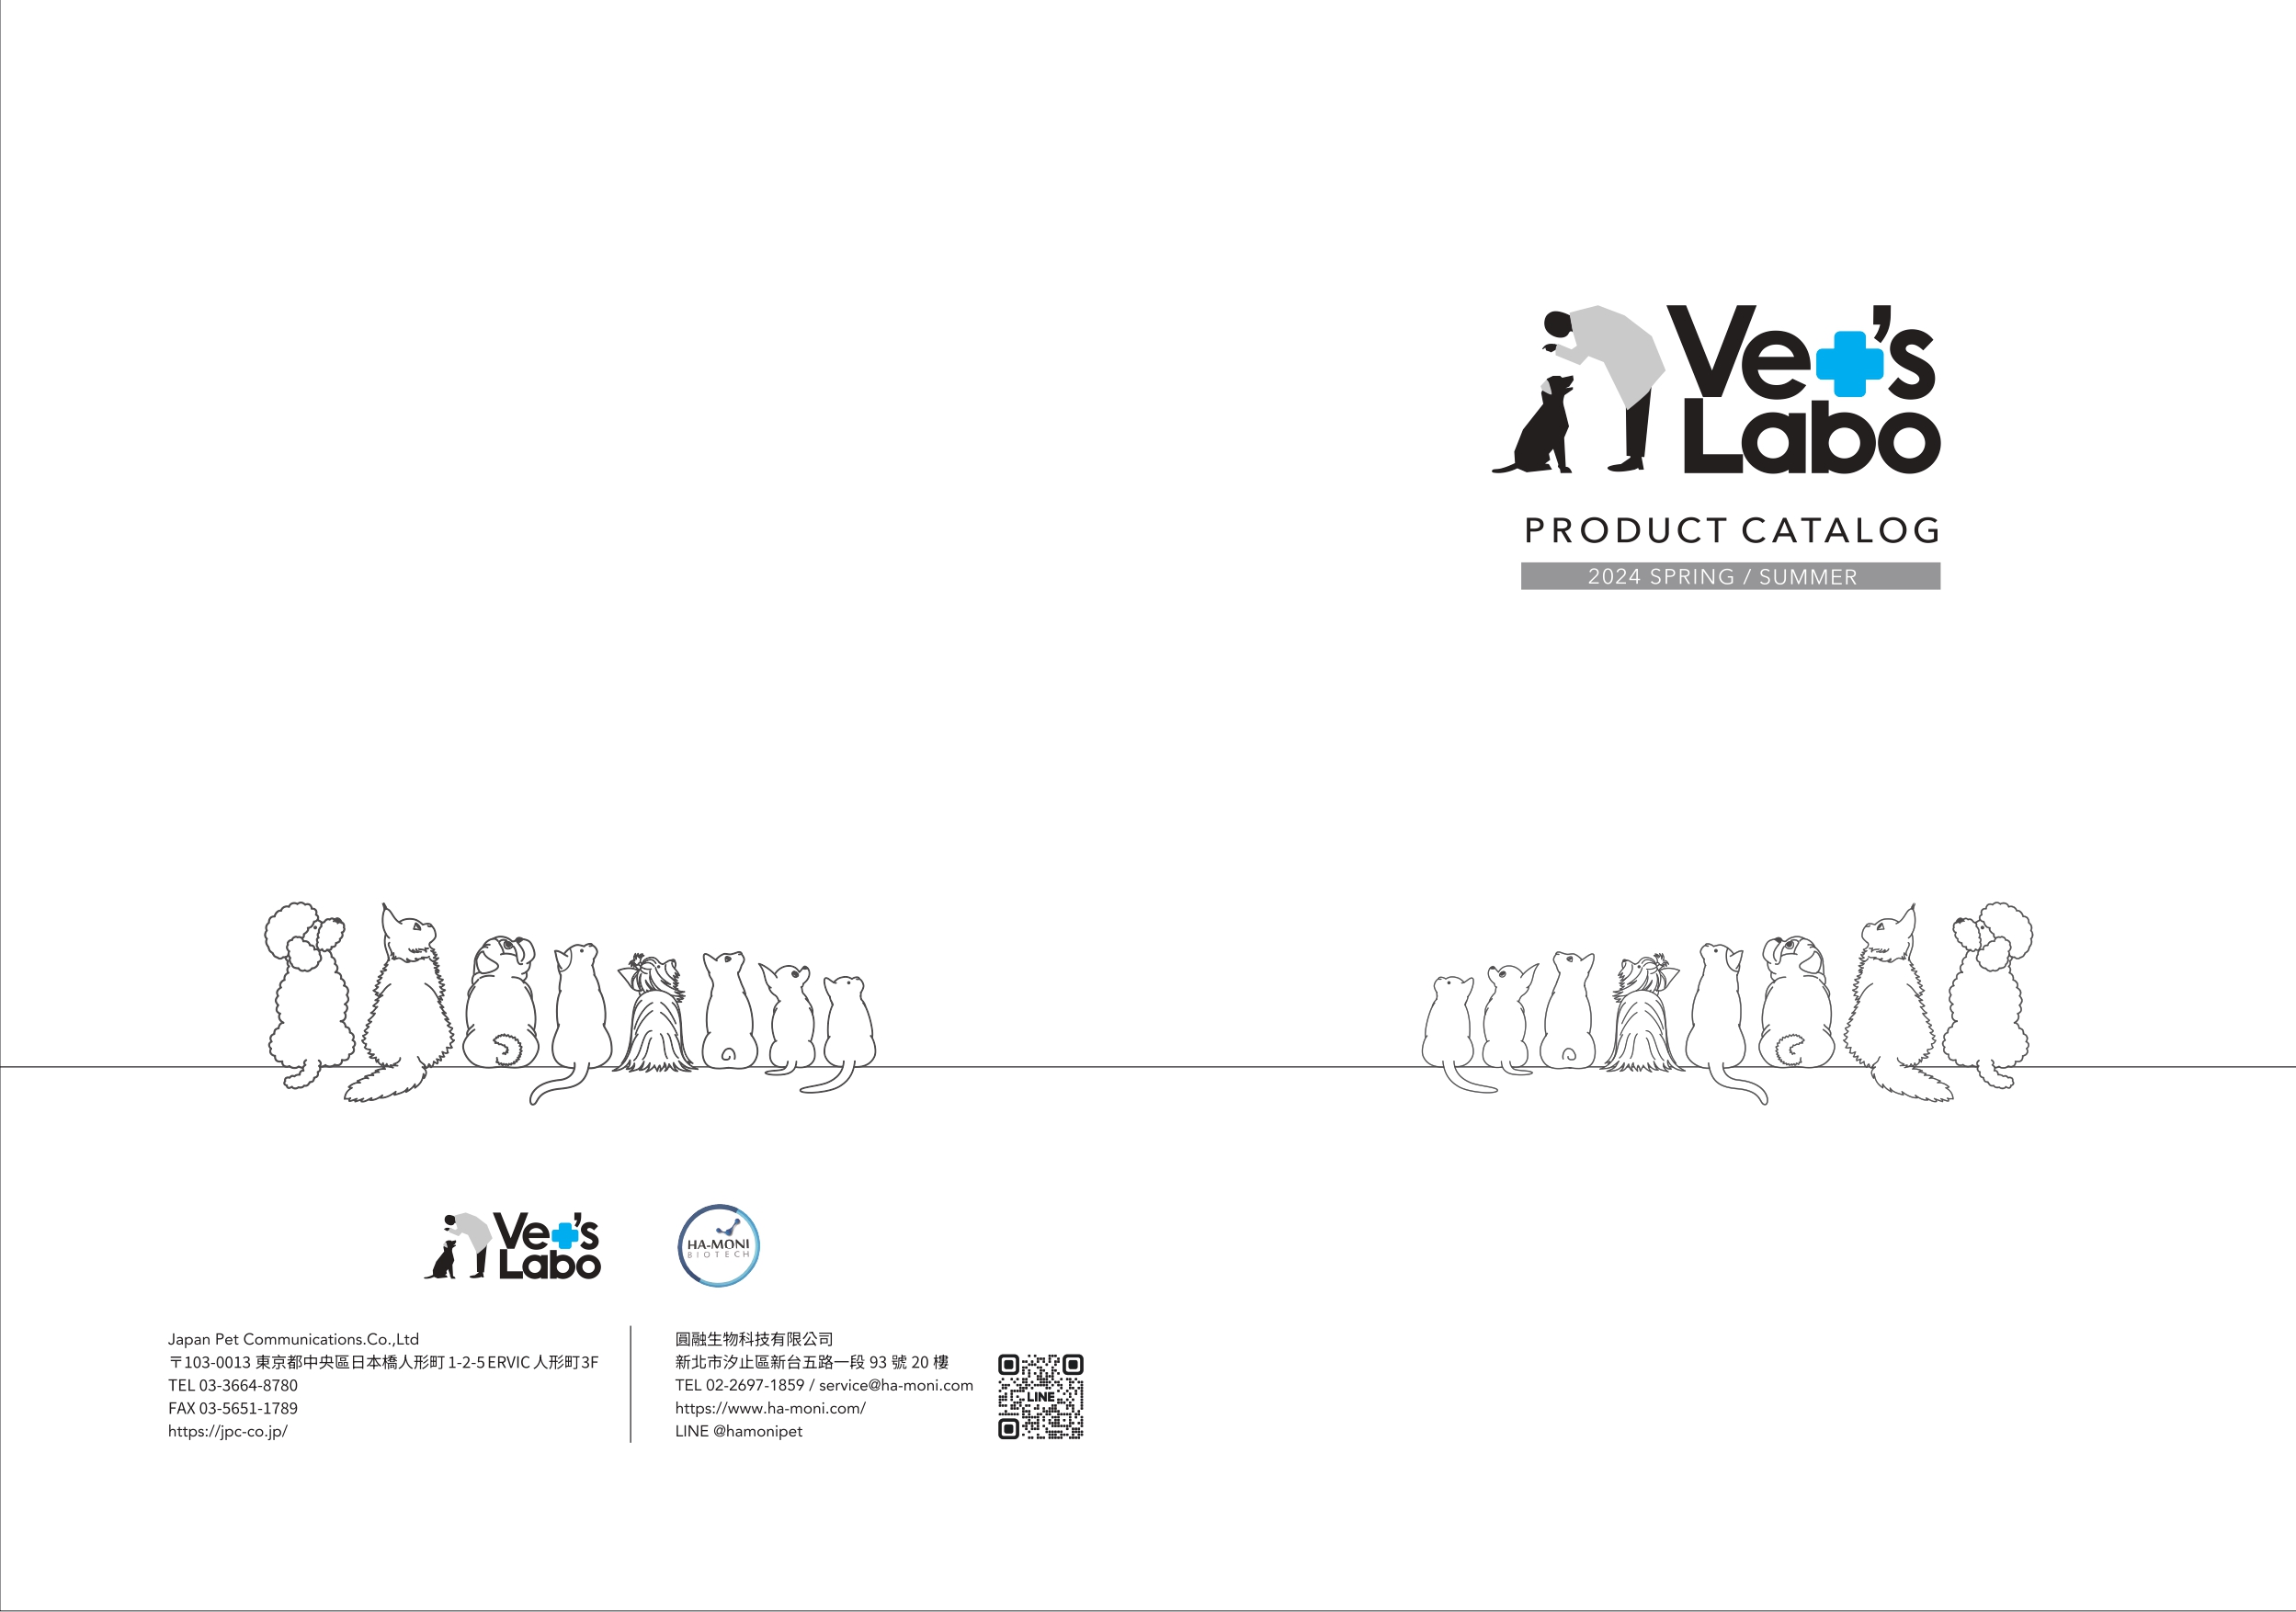 Vet's
Labo
PRODUCT CATALOG
2024 SPRING / SUMMER
Vet's
Labo
Japan Pet Communications.Co.,Ltd
〒103-0013 東京都中央區日本橋人形町 1-2-5 ERVIC 人形町3F
TEL 03-3664-8780
FAX 03-5651-1789
https://jpc-co.jp/
HA-MONI
BIOTECH
圓融生物科技有限公司
新北市汐止區新台五路一段 93 號 20 樓
TEL 02-2697-1859 / service@ha-moni.com
https://www.ha-moni.com/
LINE @hamonipet
LINE